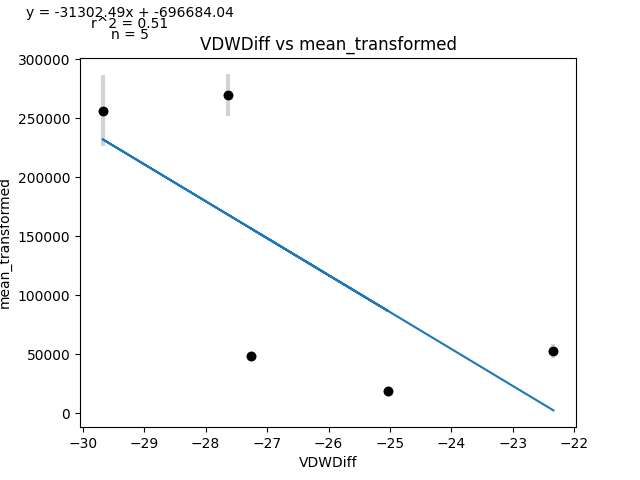 y = -31302.49x + -696684.04
r^2 = 0.51
n = 5
VDWDiff vs mean_transformed
mean_transformed
300000
250000
200000
150000
100000
50000
0
−30 −29 −28 −27 −26 −25 −24 −23 −22
VDWDiff